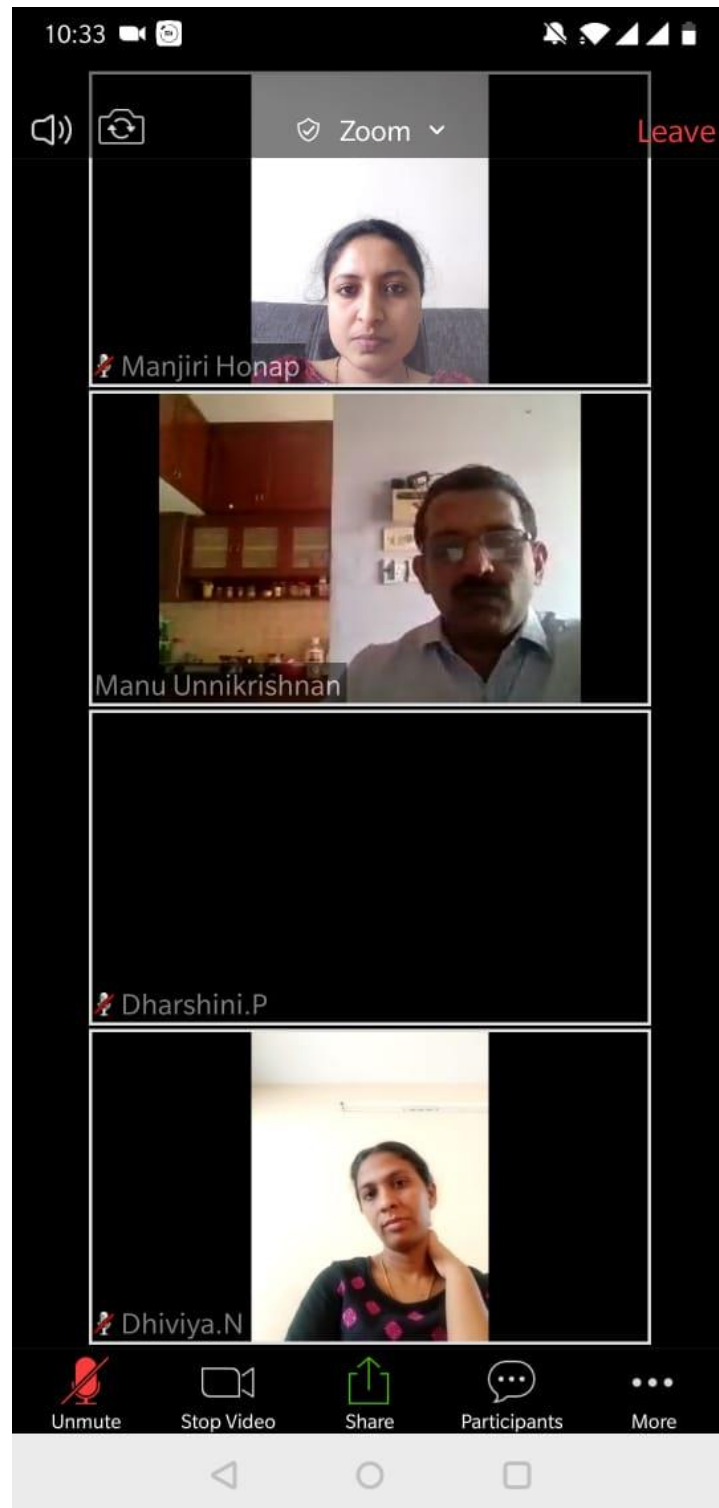 10:33
Zoom
Leave
Manjiri Honap
Manu Unnikrishnan
Dharshini.P
Dhiviya.N
Unmute
Stop Video
Share
Participants
More